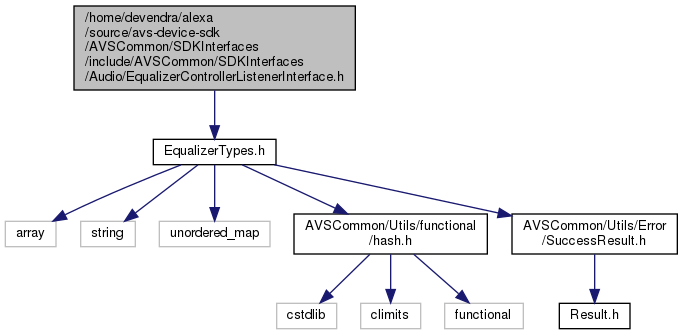 /home/devendra/alexa
/source/avs-device-sdk
/AVSCommon/SDKInterfaces
/include/AVSCommon/SDKInterfaces
/Audio/EqualizerControllerListenerInterface.h
EqualizerTypes.h
array
string
unordered_map
AVSCommon/Utils/functional
/hash.h
AVSCommon/Utils/Error
/SuccessResult.h
cstdlib
climits
functional
Result.h